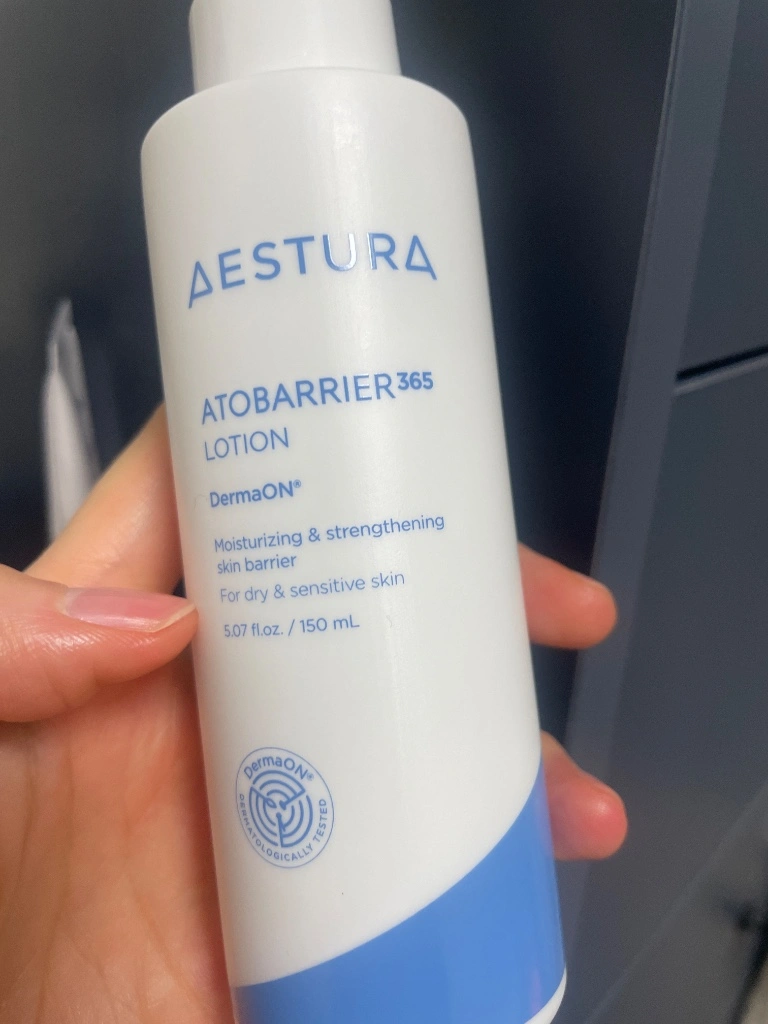 AESTURA
ATOBARRIER365
LOTION
DermaON®
Moisturizing & strengthening
skin barrier
For dry & sensitive skin
5.07 fl.oz. / 150 mL
DermaON®
DERMATOLOGICALLY TESTED